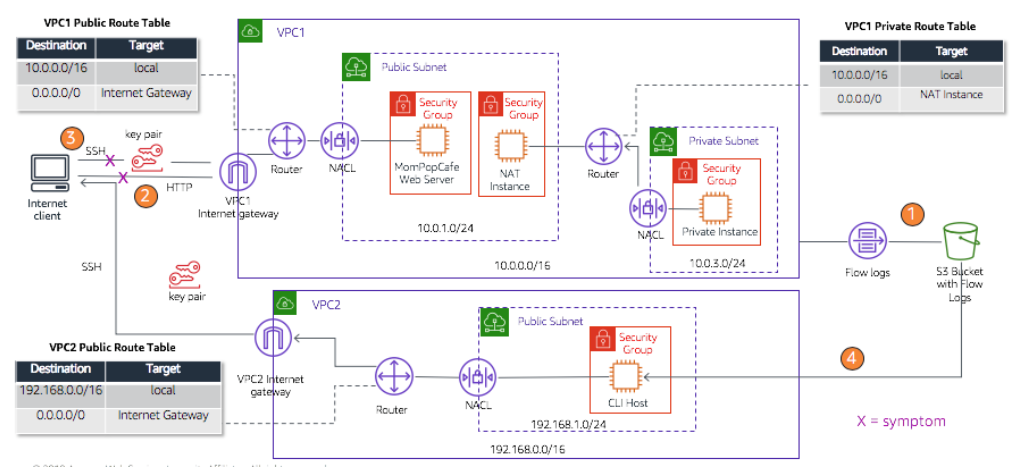 VPC1 Public Route Table
Destination Target
10.0.0.0/16 local
0.0.0.0/0 Internet Gateway
VPC1 Private Route Table
Destination Target
10.0.0.0/16 local
0.0.0.0/0 NAT Instance
VPC1
Public Subnet
Security
Group
MomPopCafe
Web Server
Security
Group
NAT
Instance
10.0.1.0/24
Router
NACL
Router
Private Subnet
Security
Group
Private Instance
NACL
10.0.3.0/24
10.0.0.0/16
3
SSH
key pair
2
HTTP
Internet
client
VPC1
Internet gateway
1
Flow logs
S3 Bucket
with Flow
Logs
SSH
key pair
VPC2
Public Subnet
Security
Group
CLI Host
192.168.1.0/24
192.168.0.0/16
VPC2 Internet
gateway
Router
NACL
4
X = symptom
VPC2 Public Route Table
Destination Target
192.168.0.0/16 local
0.0.0.0/0 Internet Gateway